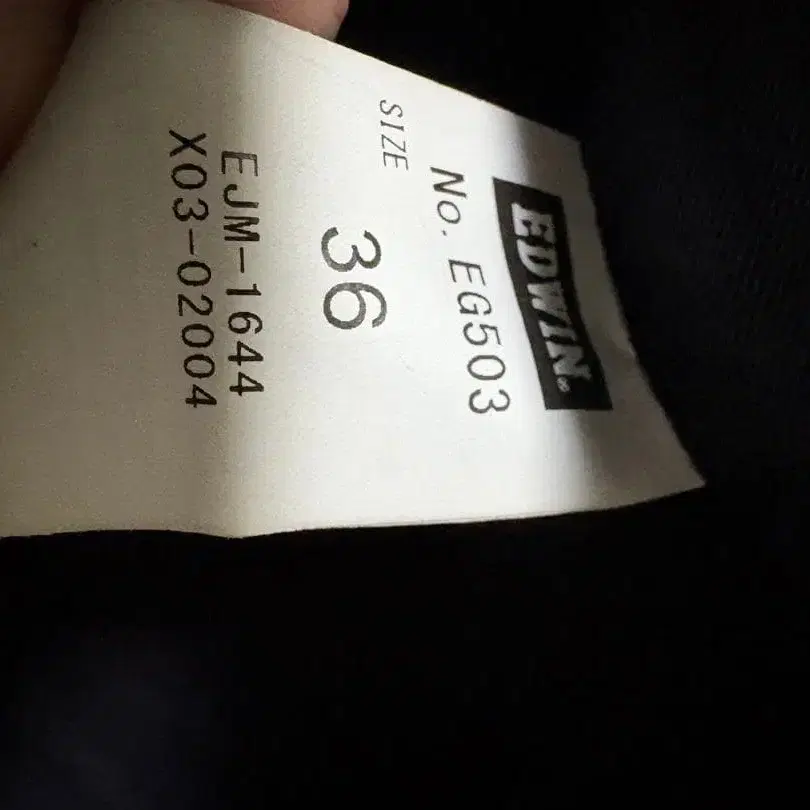 EDWIN®
No. EG503
SIZE
36
EJM-1644
X03-02004